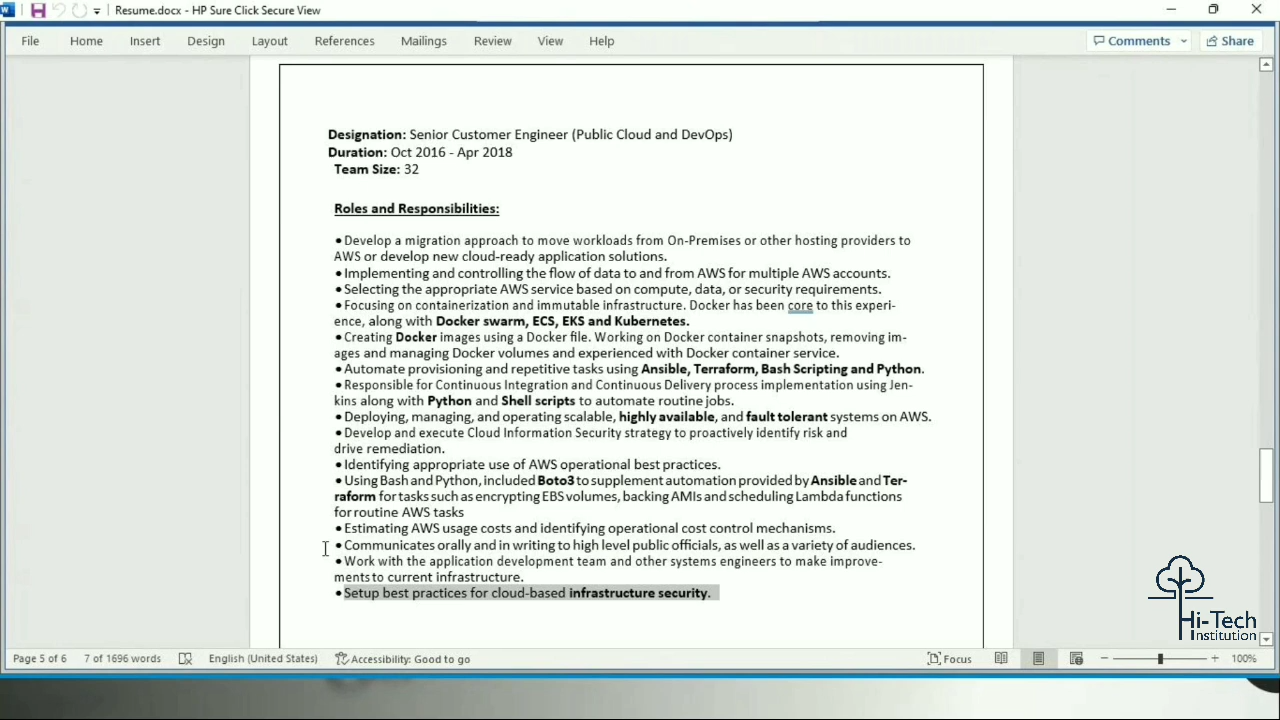 Resume.docx - HP Sure Click Secure View
File Home Insert Design Layout References Mailings Review View Help Comments Share
Designation: Senior Customer Engineer (Public Cloud and DevOps)
Duration: Oct 2016 - Apr 2018
Team Size: 32
Roles and Responsibilities:
•Develop a migration approach to move workloads from On-Premises or other hosting providers to
AWS or develop new cloud-ready application solutions.
•Implementing and controlling the flow of data to and from AWS for multiple AWS accounts.
•Selecting the appropriate AWS service based on compute, data, or security requirements.
•Focusing on containerization and immutable infrastructure. Docker has been core to this experi-
ence, along with Docker swarm, ECS, EKS and Kubernetes.
•Creating Docker images using a Docker file. Working on Docker container snapshots, removing im-
ages and managing Docker volumes and experienced with Docker container service.
•Automate provisioning and repetitive tasks using Ansible, Terraform, Bash Scripting and Python.
•Responsible for Continuous Integration and Continuous Delivery process implementation using Jen-
kins along with Python and Shell scripts to automate routine jobs.
•Deploying, managing, and operating scalable, highly available, and fault tolerant systems on AWS.
•Develop and execute Cloud Information Security strategy to proactively identify risk and
drive remediation.
•Identifying appropriate use of AWS operational best practices.
•Using Bash and Python, included Boto3 to supplement automation provided by Ansible and Ter-
raform for tasks such as encrypting EBS volumes, backing AMIs and scheduling Lambda functions
for routine AWS tasks
•Estimating AWS usage costs and identifying operational cost control mechanisms.
•Communicates orally and in writing to high level public officials, as well as a variety of audiences.
•Work with the application development team and other systems engineers to make improve-
ments to current infrastructure.
•Setup best practices for cloud-based infrastructure security.
Hi-Tech
Institution
Page 5 of 6 7 of 1696 words English (United States) Accessibility: Good to go Focus 100%